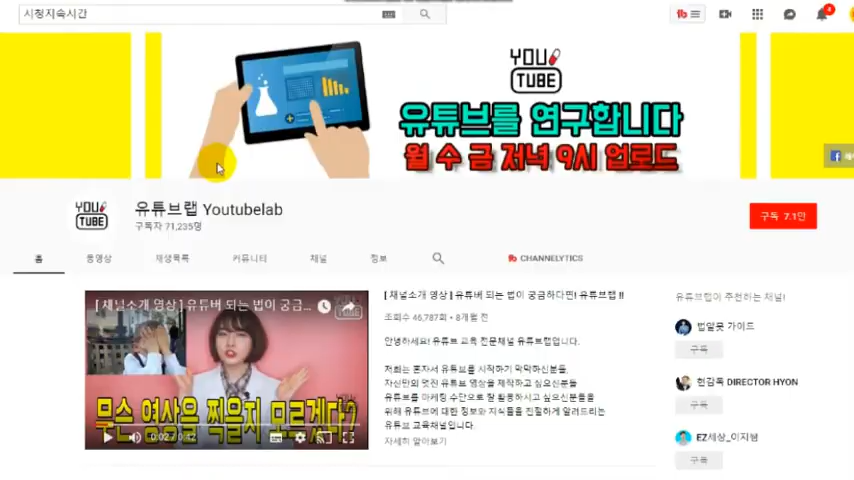 시청지속시간
4
YOU
TUBE
유튜브를 연구합니다
월 수 금 저녁 9시 업로드
YOU
TUBE
유튜브랩 Youtubelab
구독자 71,235명
구독 7.1만
홈
동영상
재생목록
커뮤니티
채널
정보
CHANNELYTICS
[ 채널소개 영상 ] 유튜버 되는 법이 궁금...
무슨 영상을 찍을지 모르겠다?
0:02 / 0:42
[ 채널소개 영상 ] 유튜버 되는 법이 궁금하다면! 유튜브랩 !!
조회수 46,787회 • 8개월 전
안녕하세요! 유튜브 교육 전문채널 유튜브랩입니다.
저희는 혼자서 유튜브를 시작하기 막막하신분들,
자신만의 멋진 유튜브 영상을 제작하고 싶으신분들
유튜브를 마케팅 수단으로 잘 활용하시고 싶으신분들을
위해 유튜브에 대한 정보와 지식들을 친절하게 알려드리는
유튜브 교육채널입니다.
자세히 알아보기
유튜브랩이 추천하는 채널!
법알못 가이드
구독
현감독 DIRECTOR HYON
구독
EZ세상_이지쌤
구독